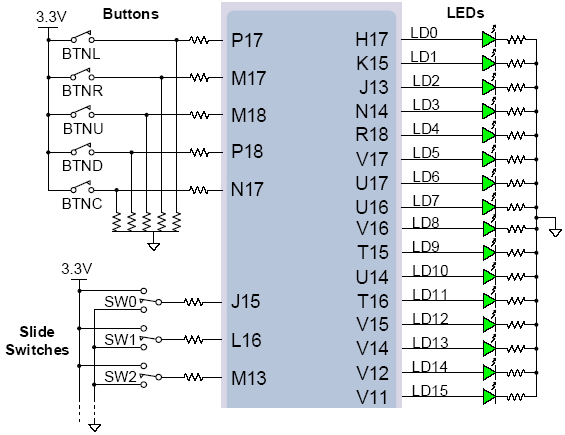 3.3V
Buttons
LEDs
BTNL
P17
BTNR
M17
BTNU
M18
BTND
P18
BTNC
N17
H17
LD0
K15
LD1
J13
LD2
N14
LD3
R18
LD4
V17
LD5
U17
LD6
U16
LD7
V16
LD8
T15
LD9
U14
LD10
T16
LD11
V15
LD12
V14
LD13
V12
LD14
V11
LD15
3.3V
Slide
Switches
SW0
J15
SW1
L16
SW2
M13